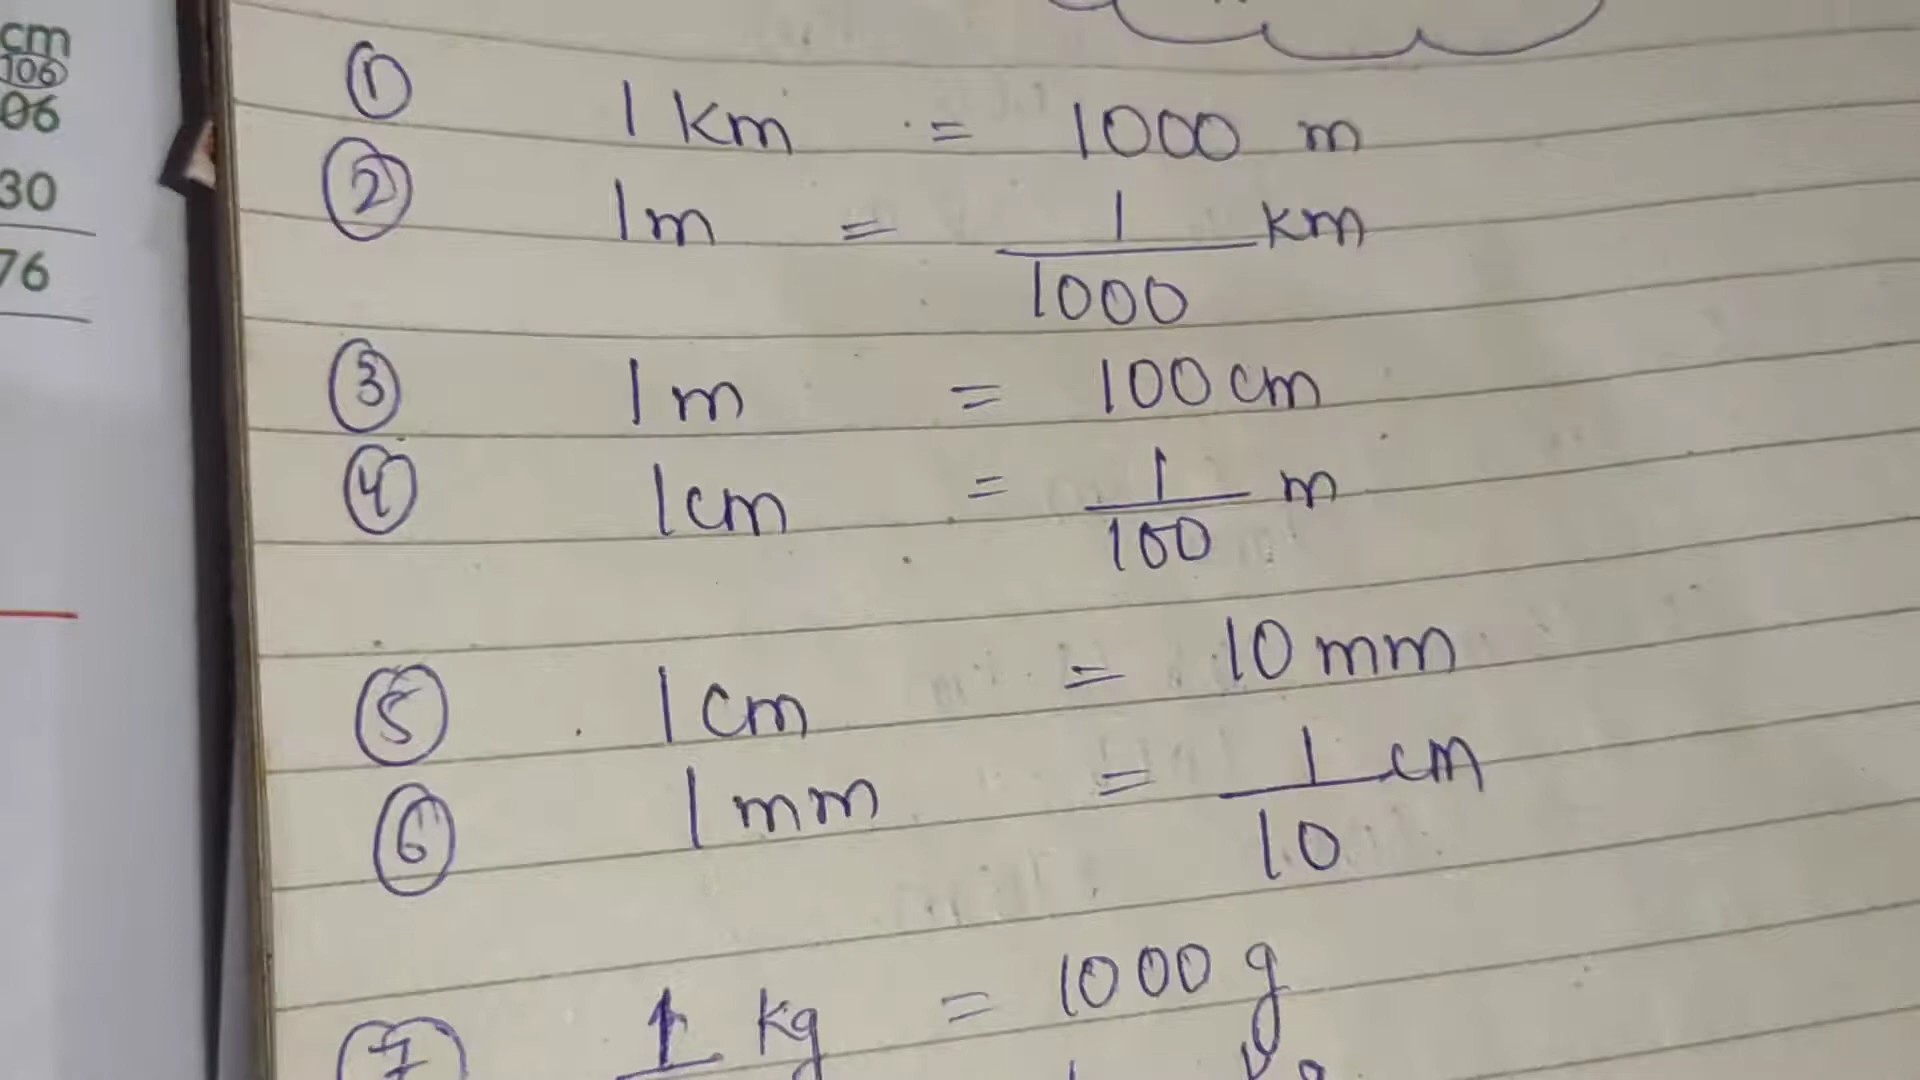 cm
106
06
30
76
① 1 km = 1000 m
② 1m = 1/1000 km
③ 1 m = 100 cm
④ 1cm = 1/100 m
⑤ 1 cm = 10 mm
⑥ 1 mm = 1/10 cm
⑦ 1 kg = 1000 g